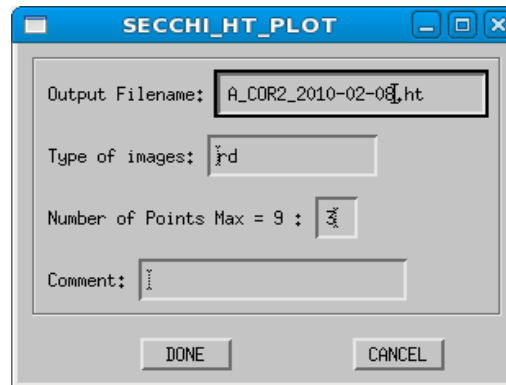 SECCHI_HT_PLOT
Output Filename: A_COR2_2010-02-08.ht
Type of images: rd
Number of Points Max = 9 : 3
Comment:
DONE CANCEL